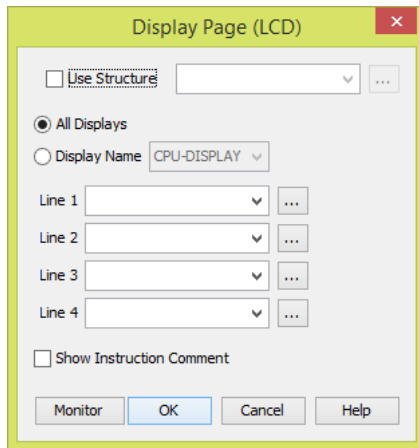 Display Page (LCD)
Use Structure
...
All Displays
Display Name CPU-DISPLAY
Line 1 ...
Line 2 ...
Line 3 ...
Line 4 ...
Show Instruction Comment
Monitor OK Cancel Help